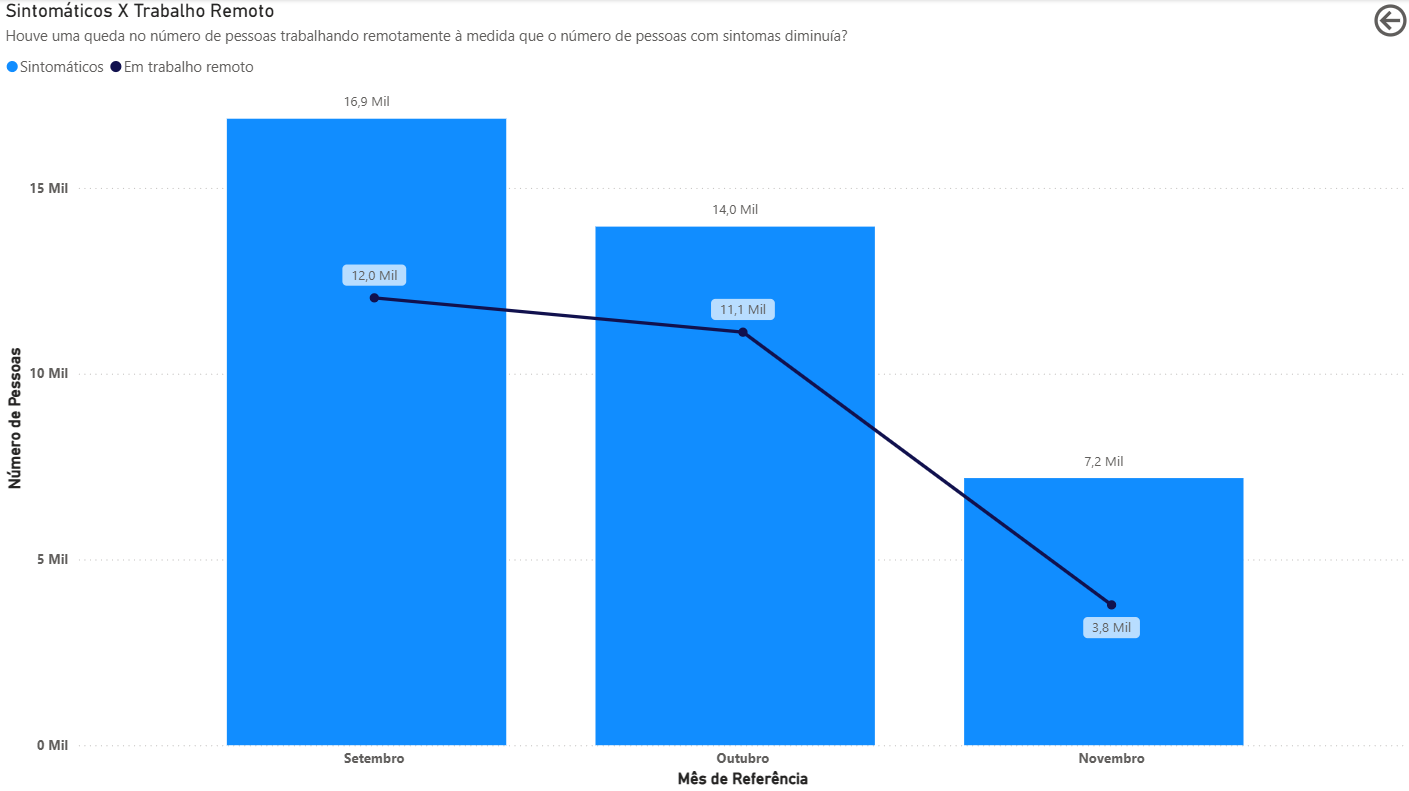 Sintomáticos X Trabalho Remoto
Houve uma queda no número de pessoas trabalhando remotamente à medida que o número de pessoas com sintomas diminuía?
Sintomáticos Em trabalho remoto
16,9 Mil
15 Mil
14,0 Mil
12,0 Mil
11,1 Mil
10 Mil
Número de Pessoas
7,2 Mil
5 Mil
3,8 Mil
0 Mil
Setembro Outubro Novembro
Mês de Referência